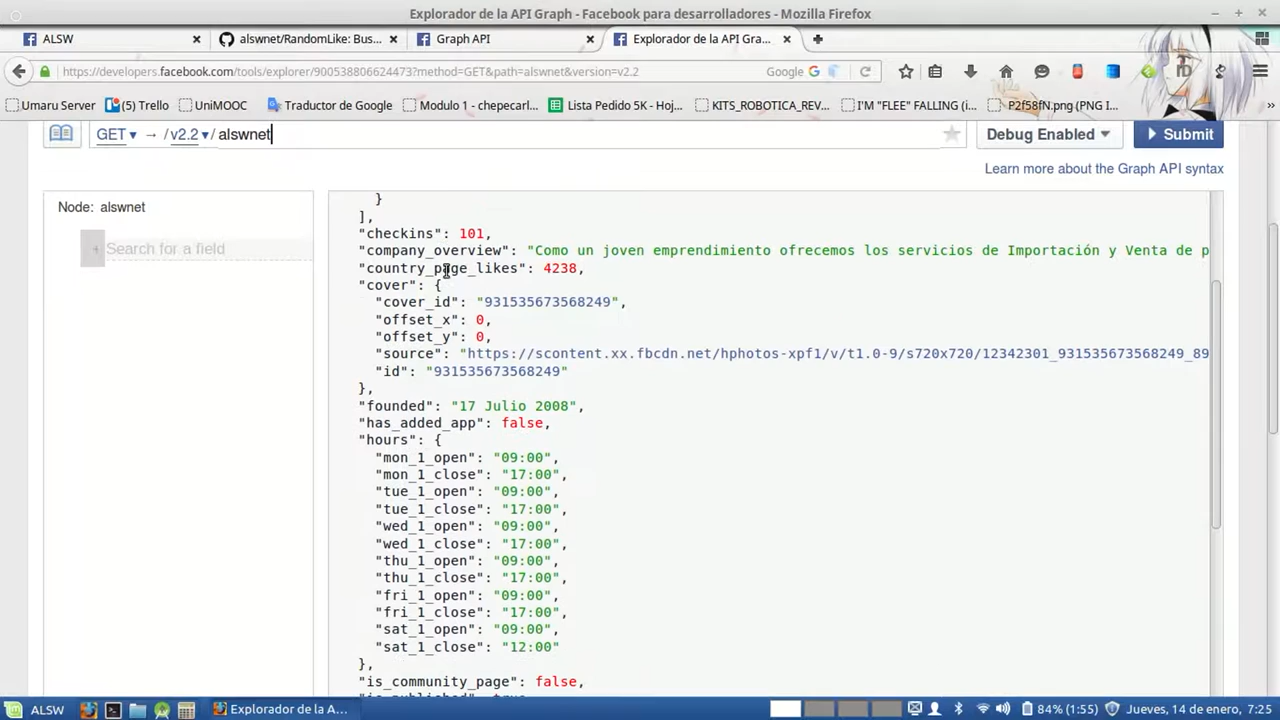 Explorador de la API Graph - Facebook para desarrolladores - Mozilla Firefox
ALSW
alswnet/RandomLike: Bus...
Graph API
Explorador de la API Gra...
https://developers.facebook.com/tools/explorer/900538806624473?method=GET&path=alswnet&version=v2.2
Google
Umaru Server
(5) Trello
UniMOOC
Traductor de Google
Modulo 1 - chepecarl...
Lista Pedido 5K - Hoj...
KITS_ROBOTICA_REV...
I'M "FLEE" FALLING (i...
P2f58fN.png (PNG I...
GET → / v2.2 / alswnet
Debug Enabled
Submit
Learn more about the Graph API syntax
Node: alswnet
+ Search for a field
}
],
"checkins": 101,
"company_overview": "Como un joven emprendimiento ofrecemos los servicios de Importación y Venta de p
"country_page_likes": 4238,
"cover": {
"cover_id": "931535673568249",
"offset_x": 0,
"offset_y": 0,
"source": "https://scontent.xx.fbcdn.net/hphotos-xpf1/v/t1.0-9/s720x720/12342301_931535673568249_89
"id": "931535673568249"
},
"founded": "17 Julio 2008",
"has_added_app": false,
"hours": {
"mon_1_open": "09:00",
"mon_1_close": "17:00",
"tue_1_open": "09:00",
"tue_1_close": "17:00",
"wed_1_open": "09:00",
"wed_1_close": "17:00",
"thu_1_open": "09:00",
"thu_1_close": "17:00",
"fri_1_open": "09:00",
"fri_1_close": "17:00",
"sat_1_open": "09:00",
"sat_1_close": "12:00"
},
"is_community_page": false,
ALSW
Explorador de la A...
84% (1:55)
Jueves, 14 de enero, 7:25